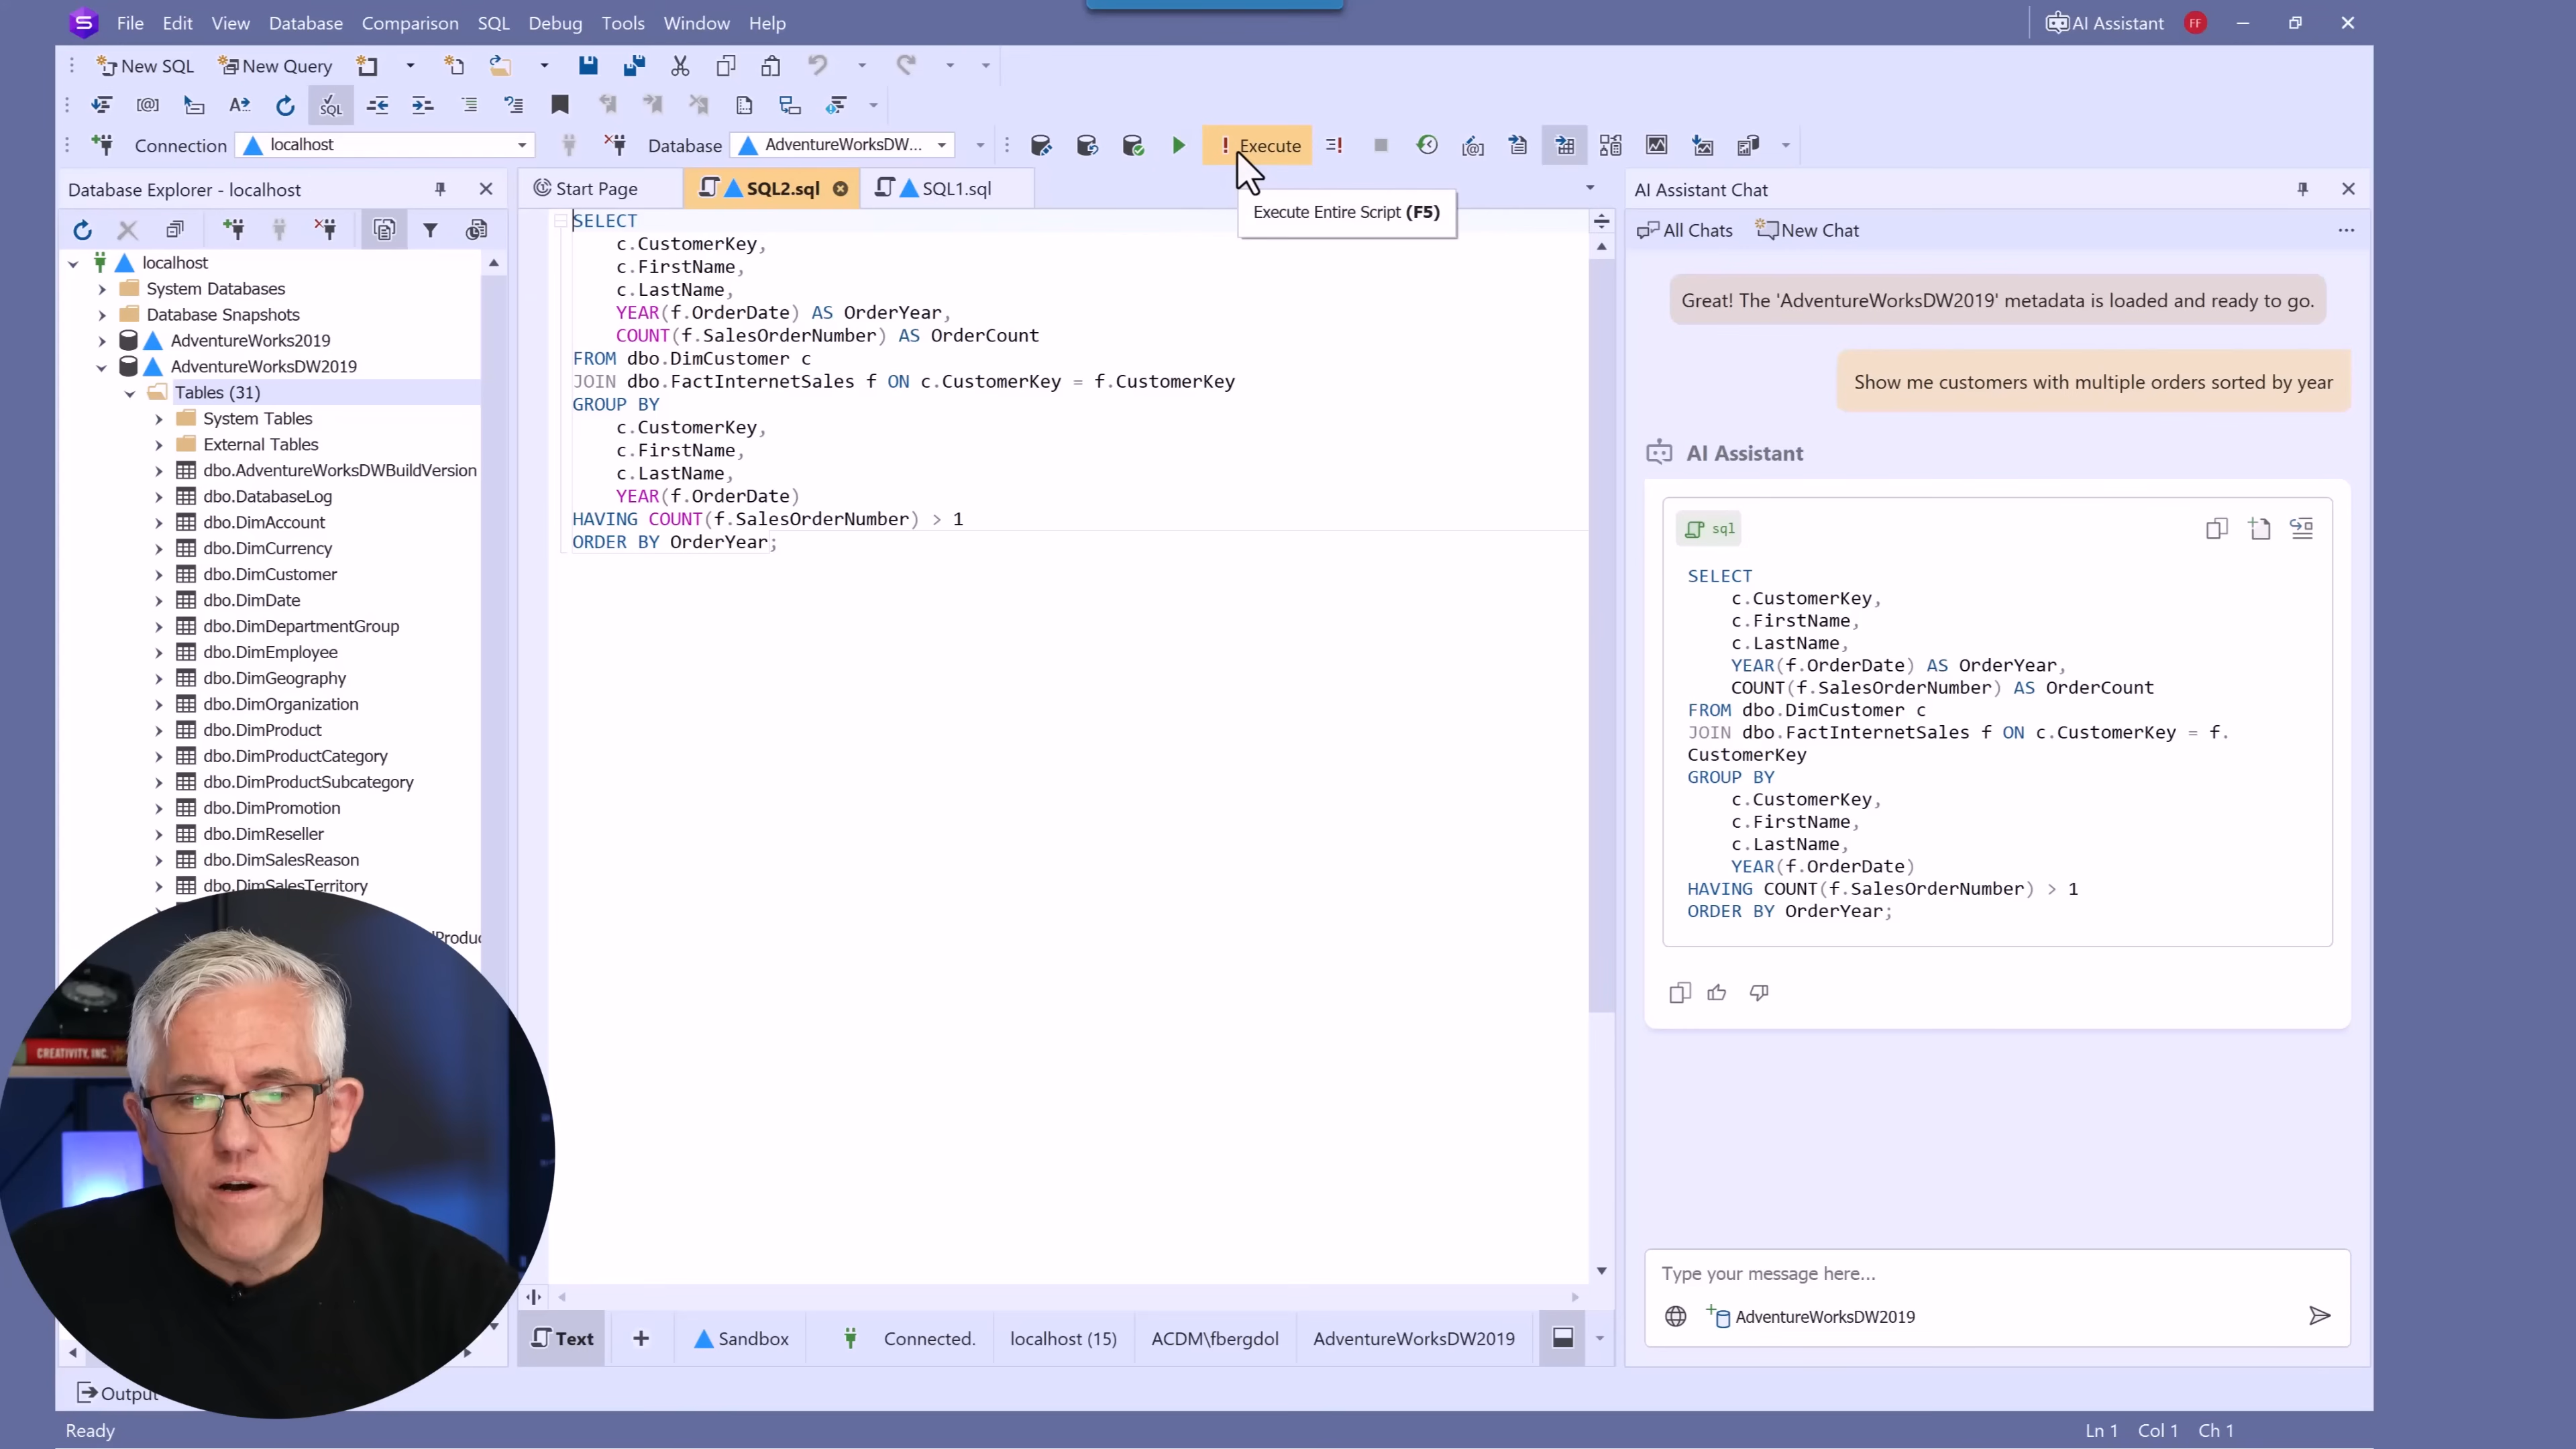 File Edit View Database Comparison SQL Debug Tools Window Help
AI Assistant FF
New SQL New Query
Connection localhost Database AdventureWorksDW... Execute
Execute Entire Script (F5)
Database Explorer - localhost
localhost
System Databases
Database Snapshots
AdventureWorks2019
AdventureWorksDW2019
Tables (31)
System Tables
External Tables
dbo.AdventureWorksDWBuildVersion
dbo.DatabaseLog
dbo.DimAccount
dbo.DimCurrency
dbo.DimCustomer
dbo.DimDate
dbo.DimDepartmentGroup
dbo.DimEmployee
dbo.DimGeography
dbo.DimOrganization
dbo.DimProduct
dbo.DimProductCategory
dbo.DimProductSubcategory
dbo.DimPromotion
dbo.DimReseller
dbo.DimSalesReason
dbo.DimSalesTerritory
CREATIVITY, INC.
Output
Start Page SQL2.sql SQL1.sql
SELECT
c.CustomerKey,
c.FirstName,
c.LastName,
YEAR(f.OrderDate) AS OrderYear,
COUNT(f.SalesOrderNumber) AS OrderCount
FROM dbo.DimCustomer c
JOIN dbo.FactInternetSales f ON c.CustomerKey = f.CustomerKey
GROUP BY
c.CustomerKey,
c.FirstName,
c.LastName,
YEAR(f.OrderDate)
HAVING COUNT(f.SalesOrderNumber) > 1
ORDER BY OrderYear;
Text + Sandbox Connected. localhost (15) ACDM\fbergdol AdventureWorksDW2019
AI Assistant Chat
All Chats New Chat
Great! The 'AdventureWorksDW2019' metadata is loaded and ready to go.
Show me customers with multiple orders sorted by year
AI Assistant
sql
SELECT
c.CustomerKey,
c.FirstName,
c.LastName,
YEAR(f.OrderDate) AS OrderYear,
COUNT(f.SalesOrderNumber) AS OrderCount
FROM dbo.DimCustomer c
JOIN dbo.FactInternetSales f ON c.CustomerKey = f.
CustomerKey
GROUP BY
c.CustomerKey,
c.FirstName,
c.LastName,
YEAR(f.OrderDate)
HAVING COUNT(f.SalesOrderNumber) > 1
ORDER BY OrderYear;
Type your message here...
AdventureWorksDW2019
Ready Ln 1 Col 1 Ch 1